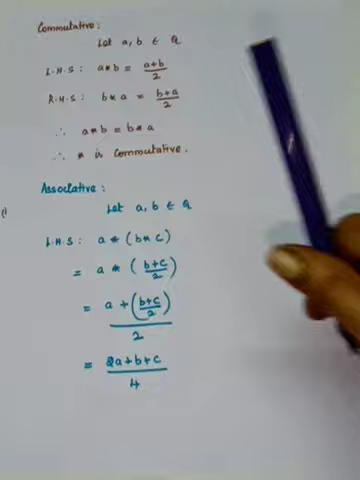 Commutative:
Let a, b ∈ Q
L.H.S: a * b = a+b/2
R.H.S: b * a = b+a/2
∴ a * b = b * a
∴ * is Commutative.
Associative:
Let a, b ∈ Q
L.H.S: a * (b * c)
= a * (b+c/2)
= a + (b+c/2)/2
= 2a+b+c/4